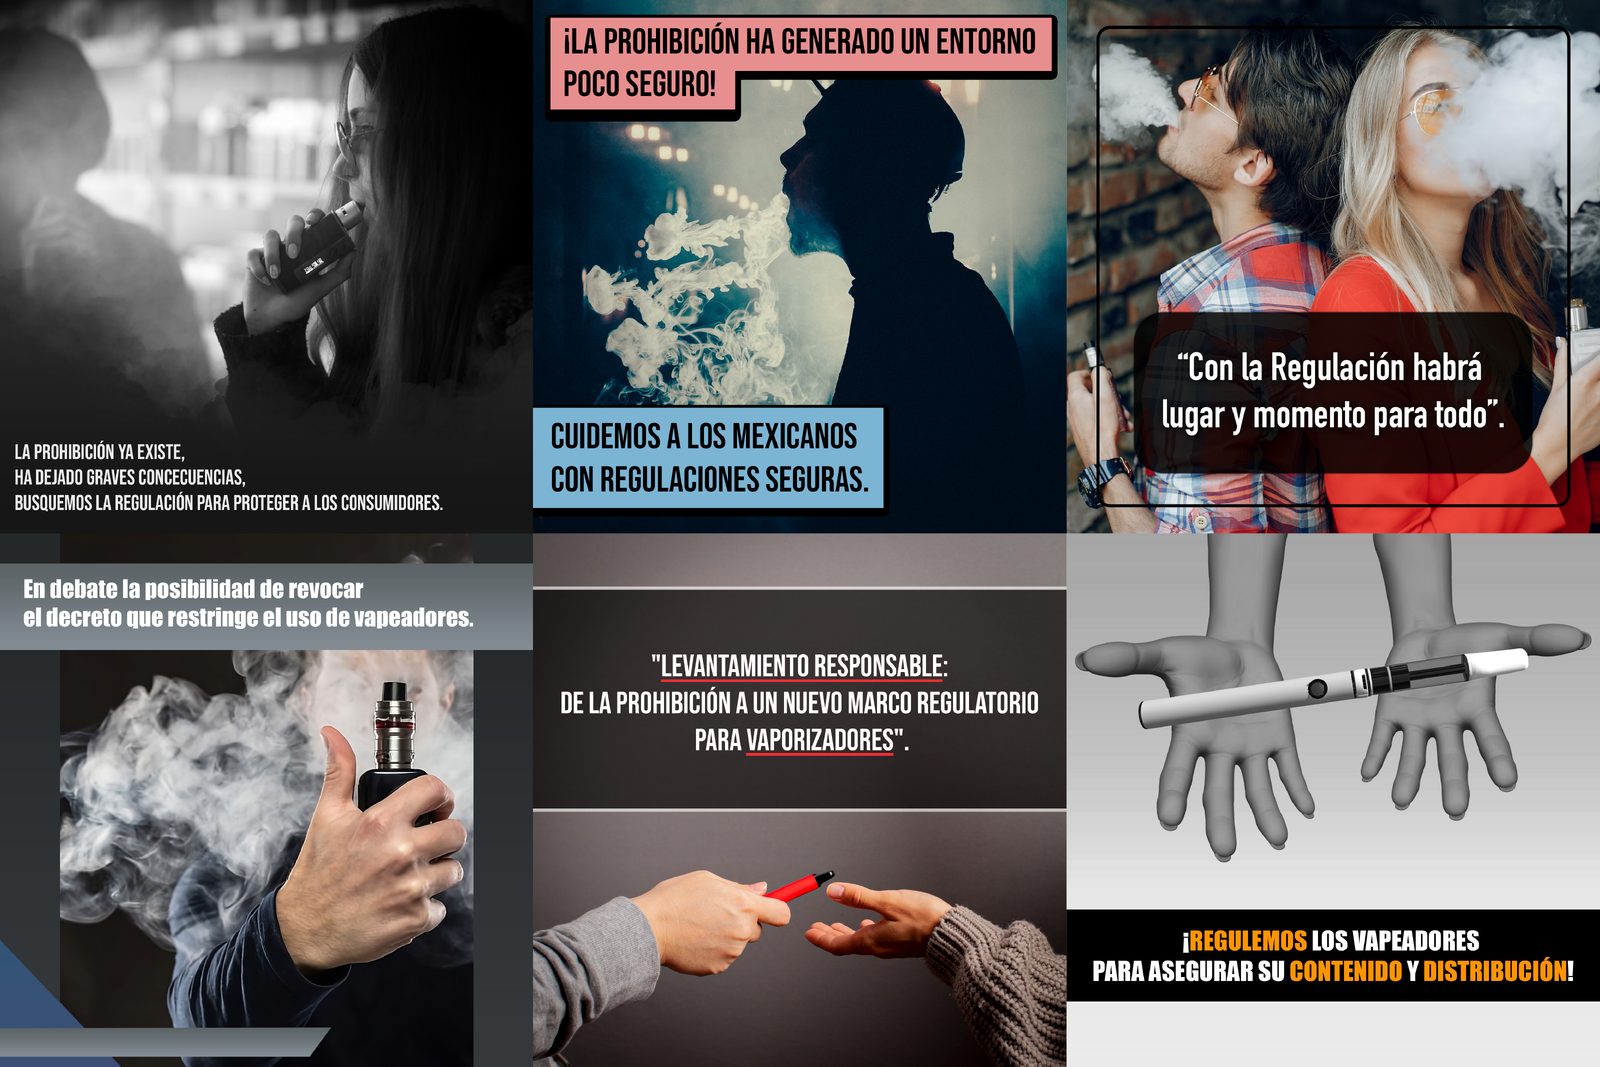 LA PROHIBICIÓN YA EXISTE,
HA DEJADO GRAVES CONCECUENCIAS,
BUSQUEMOS LA REGULACIÓN PARA PROTEGER A LOS CONSUMIDORES.
¡LA PROHIBICIÓN HA GENERADO UN ENTORNO
POCO SEGURO!
CUIDEMOS A LOS MEXICANOS
CON REGULACIONES SEGURAS.
“Con la Regulación habrá
lugar y momento para todo”.
En debate la posibilidad de revocar
el decreto que restringe el uso de vapeadores.
"LEVANTAMIENTO RESPONSABLE:
DE LA PROHIBICIÓN A UN NUEVO MARCO REGULATORIO
PARA VAPORIZADORES".
¡REGULEMOS LOS VAPEADORES
PARA ASEGURAR SU CONTENIDO Y DISTRIBUCIÓN!